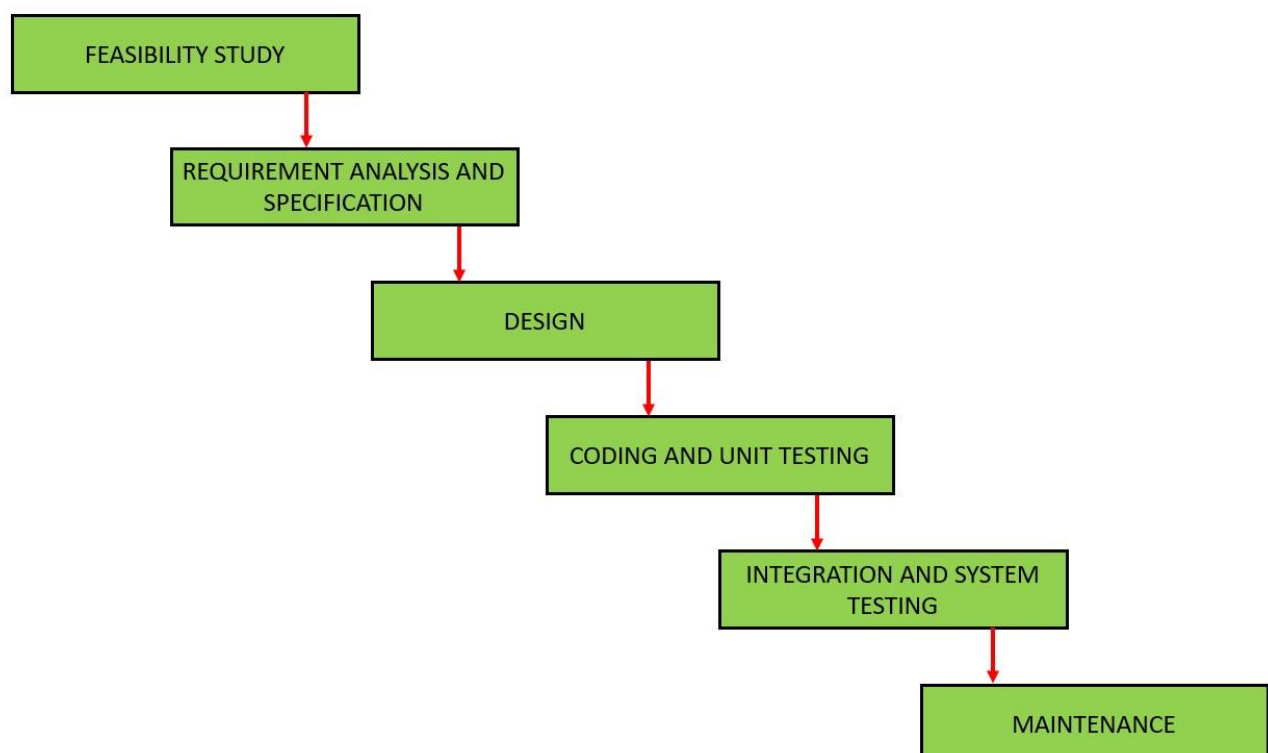 FEASIBILITY STUDY
REQUIREMENT ANALYSIS AND
SPECIFICATION
DESIGN
CODING AND UNIT TESTING
INTEGRATION AND SYSTEM
TESTING
MAINTENANCE